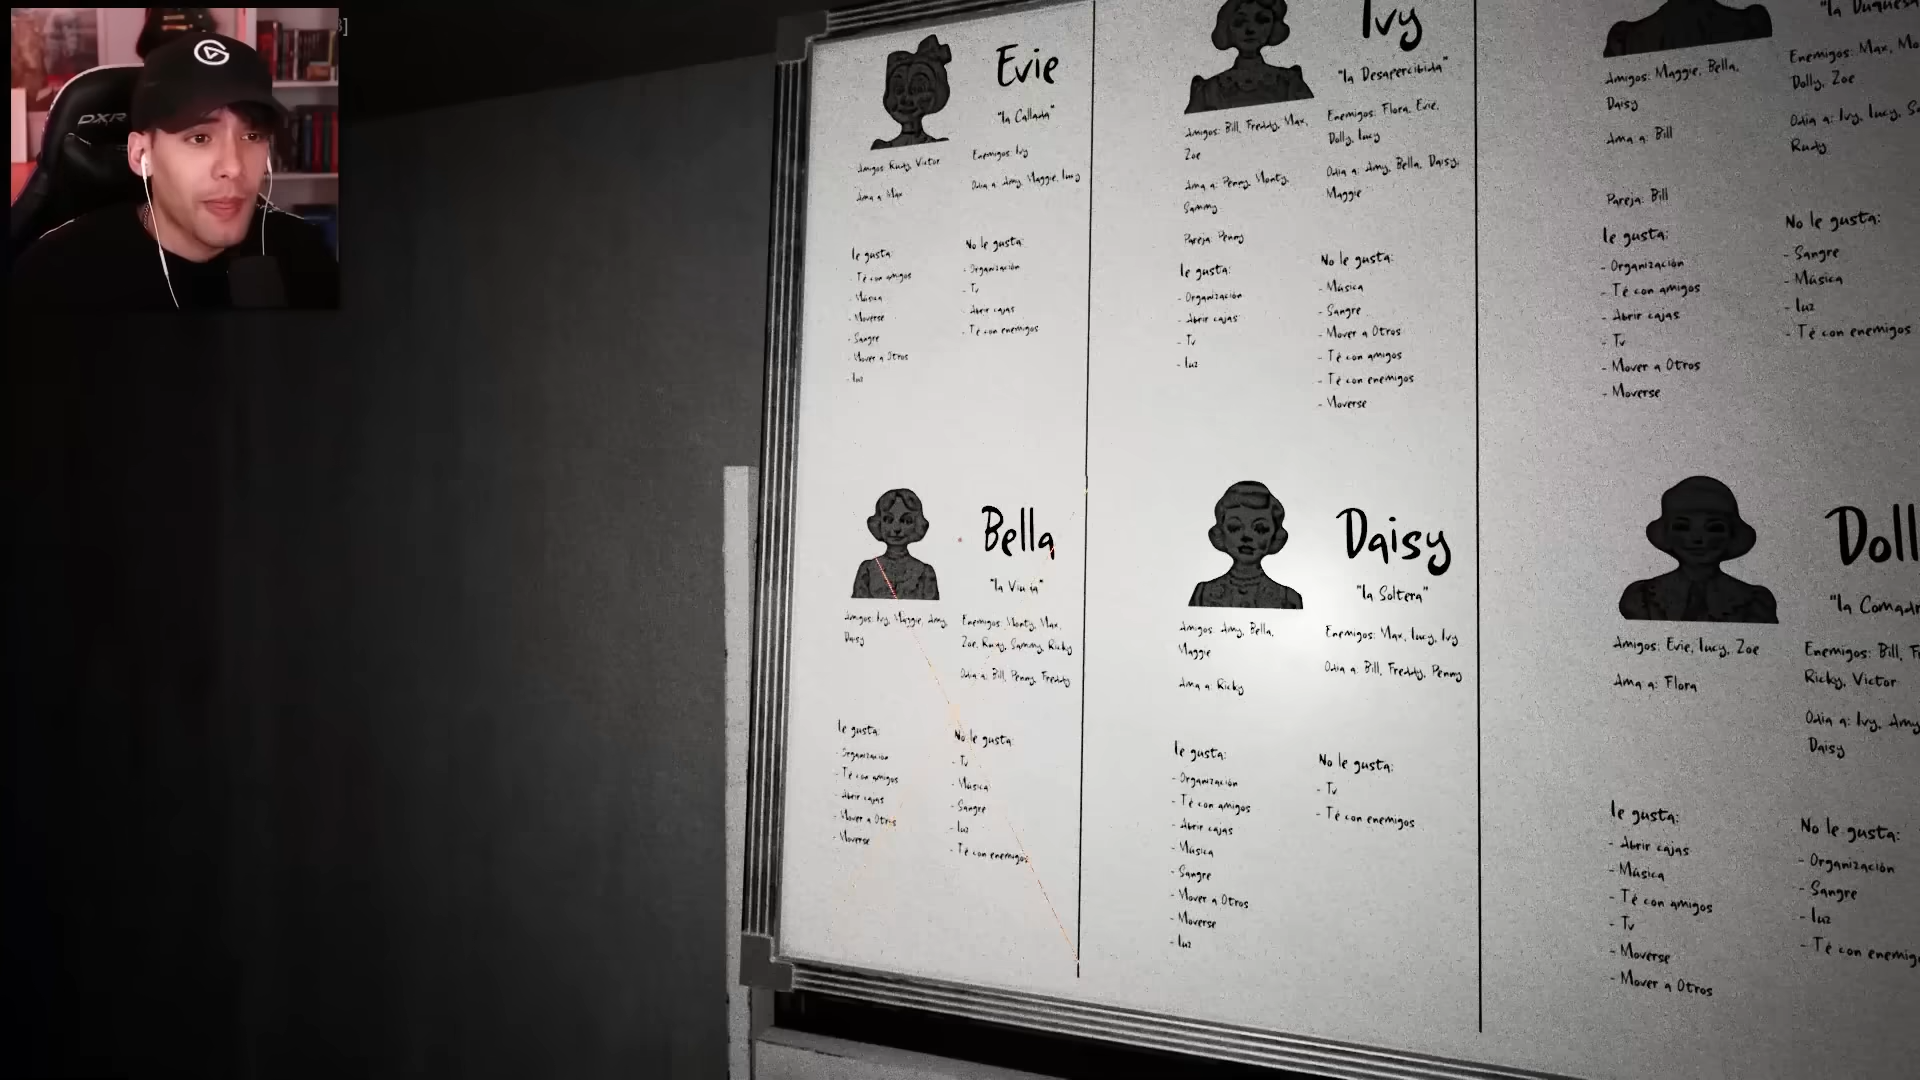 DXR
3]
Evie
"la Callada"
Amigos: Rudy, Victor
Ama a: Max
Enemigos: Ivy
Odia a: Amy, Maggie, lucy
le gusta:
- Té con amigos
- Música
- Moverse
- Sangre
- Mover a Otros
- luz
No le gusta:
- Organización
- Tv
- Abrir cajas
- Té con enemigos
Ivy
"la Desapercibida"
Amigos: Bill, Freddy, Max,
Zoe
Ama a: Penny, Monty,
Sammy
Pareja: Penny
Enemigos: Flora, Evie,
Dolly, lucy
Odia a: Amy, Bella, Daisy,
Maggie
le gusta:
- Organización
- Abrir cajas
- Tv
- luz
No le gusta:
- Música
- Sangre
- Mover a Otros
- Té con amigos
- Té con enemigos
- Moverse
"la Duquesa
Amigos: Maggie, Bella,
Daisy
Ama a: Bill
Pareja: Bill
Enemigos: Max, Mo
Dolly, Zoe
Odia a: Ivy, lucy, S
Rudy
le gusta:
- Organización
- Té con amigos
- Abrir cajas
- Tv
- Mover a Otros
- Moverse
No le gusta:
- Sangre
- Música
- luz
- Té con enemigos
Bella
"la Viuda"
Amigos: Ivy, Maggie, Amy,
Daisy
Enemigos: Monty, Max,
Zoe, Rudy, Sammy, Ricky
Odia a: Bill, Penny, Freddy
le gusta:
- Organización
- Té con amigos
- Abrir cajas
- Mover a Otros
- Moverse
No le gusta:
- Tv
- Música
- Sangre
- luz
- Té con enemigos
Daisy
"la Soltera"
Amigos: Amy, Bella,
Maggie
Ama a: Ricky
Enemigos: Max, lucy, Ivy
Odia a: Bill, Freddy, Penny
le gusta:
- Organización
- Té con amigos
- Abrir cajas
- Música
- Sangre
- Mover a Otros
- Moverse
- luz
No le gusta:
- Tv
- Té con enemigos
Doll
"la Comadr
Amigos: Evie, lucy, Zoe
Ama a: Flora
Enemigos: Bill, F
Ricky, Victor
Odia a: Ivy, Amy
Daisy
le gusta:
- Abrir cajas
- Música
- Té con amigos
- Tv
- Moverse
- Mover a Otros
No le gusta:
- Organización
- Sangre
- luz
- Té con enemigo